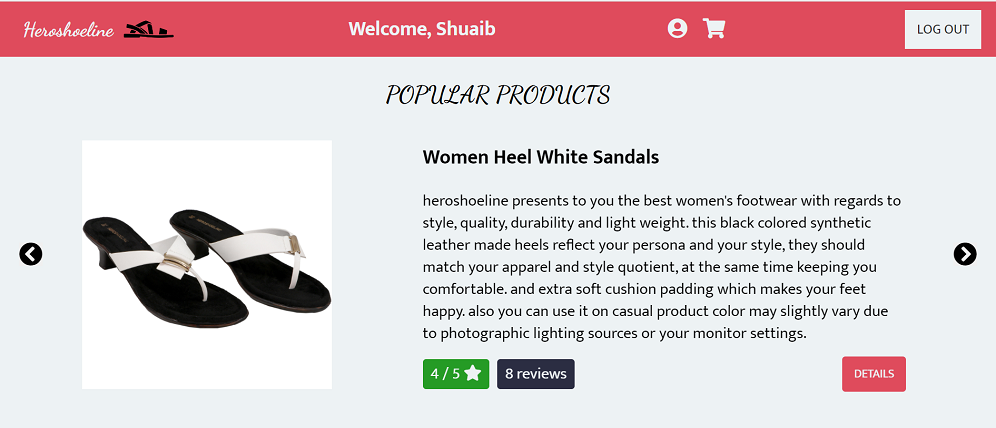 Heroshoeline
Welcome, Shuaib
LOG OUT
POPULAR PRODUCTS
Women Heel White Sandals
heroshoeline presents to you the best women's footwear with regards to
style, quality, durability and light weight. this black colored synthetic
leather made heels reflect your persona and your style, they should
match your apparel and style quotient, at the same time keeping you
comfortable. and extra soft cushion padding which makes your feet
happy. also you can use it on casual product color may slightly vary due
to photographic lighting sources or your monitor settings.
4 / 5
8 reviews
DETAILS